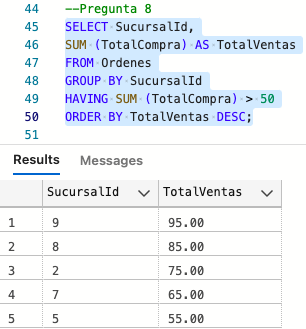 44 --Pregunta 8
45 SELECT SucursalId,
46 SUM (TotalCompra) AS TotalVentas
47 FROM Ordenes
48 GROUP BY SucursalId
49 HAVING SUM (TotalCompra) > 50
50 ORDER BY TotalVentas DESC;
51
Results Messages
SucursalId TotalVentas
1 9 95.00
2 8 85.00
3 2 75.00
4 7 65.00
5 5 55.00